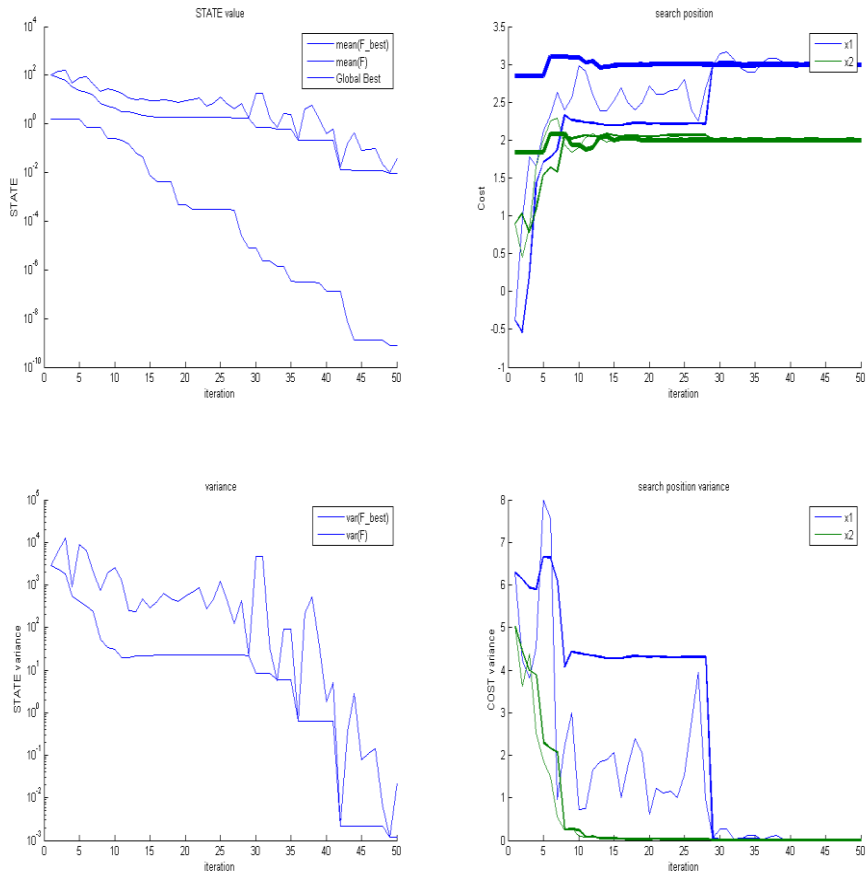 STATE value
10^4
10^2
10^0
10^-2
10^-4
10^-6
10^-8
10^-10
STATE
mean(F_best)
mean(F)
Global Best
0 5 10 15 20 25 30 35 40 45 50
iteration
search position
3.5
3
2.5
2
1.5
1
0.5
0
-0.5
-1
Cost
x1
x2
0 5 10 15 20 25 30 35 40 45 50
iteration
variance
10^6
10^5
10^4
10^3
10^2
10^1
10^0
10^-1
10^-2
10^-3
STATE variance
var(F_best)
var(F)
0 5 10 15 20 25 30 35 40 45 50
iteration
search position variance
8
7
6
5
4
3
2
1
0
COST variance
x1
x2
0 5 10 15 20 25 30 35 40 45 50
iteration